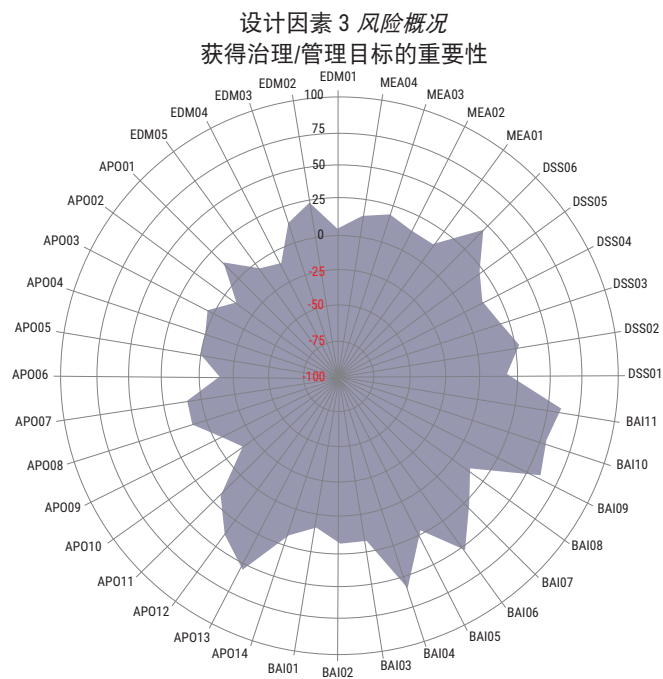 设计因素 3 风险概况
获得治理/管理目标的重要性
EDM01
EDM02
MEA04
100
EDM03
MEA03
EDM04
MEA02
75
EDM05
MEA01
50
APO01
DSS06
25
APO02
DSS05
0
APO03
DSS04
-25
APO04
DSS03
-50
APO05
DSS02
-75
APO06
-100
DSS01
APO07
BAI11
APO08
BAI10
APO09
BAI09
APO10
BAI08
APO11
BAI07
APO12
BAI06
APO13
BAI05
APO14
BAI04
BAI01
BAI03
BAI02